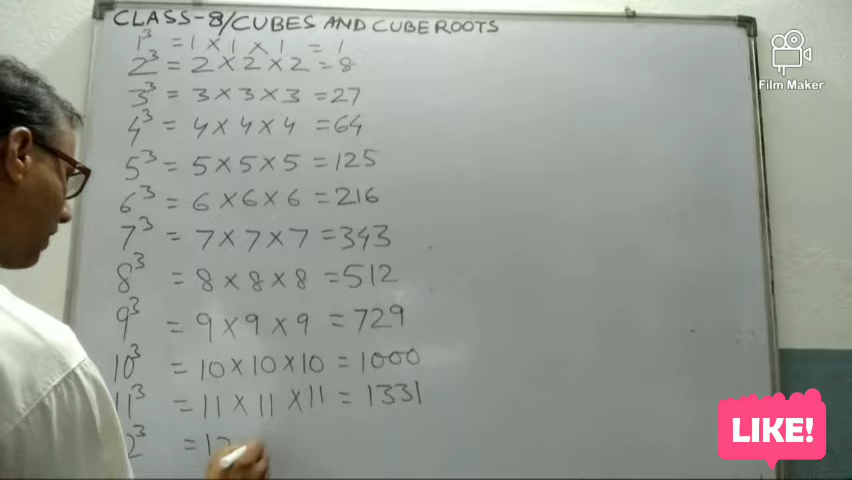 CLASS-8/CUBES AND CUBEROOTS
1³ = 1 × 1 × 1 = 1
2³ = 2 × 2 × 2 = 8
3³ = 3 × 3 × 3 = 27
4³ = 4 × 4 × 4 = 64
5³ = 5 × 5 × 5 = 125
6³ = 6 × 6 × 6 = 216
7³ = 7 × 7 × 7 = 343
8³ = 8 × 8 × 8 = 512
9³ = 9 × 9 × 9 = 729
10³ = 10 × 10 × 10 = 1000
11³ = 11 × 11 × 11 = 1331
2³ = 12
Film Maker
LIKE!